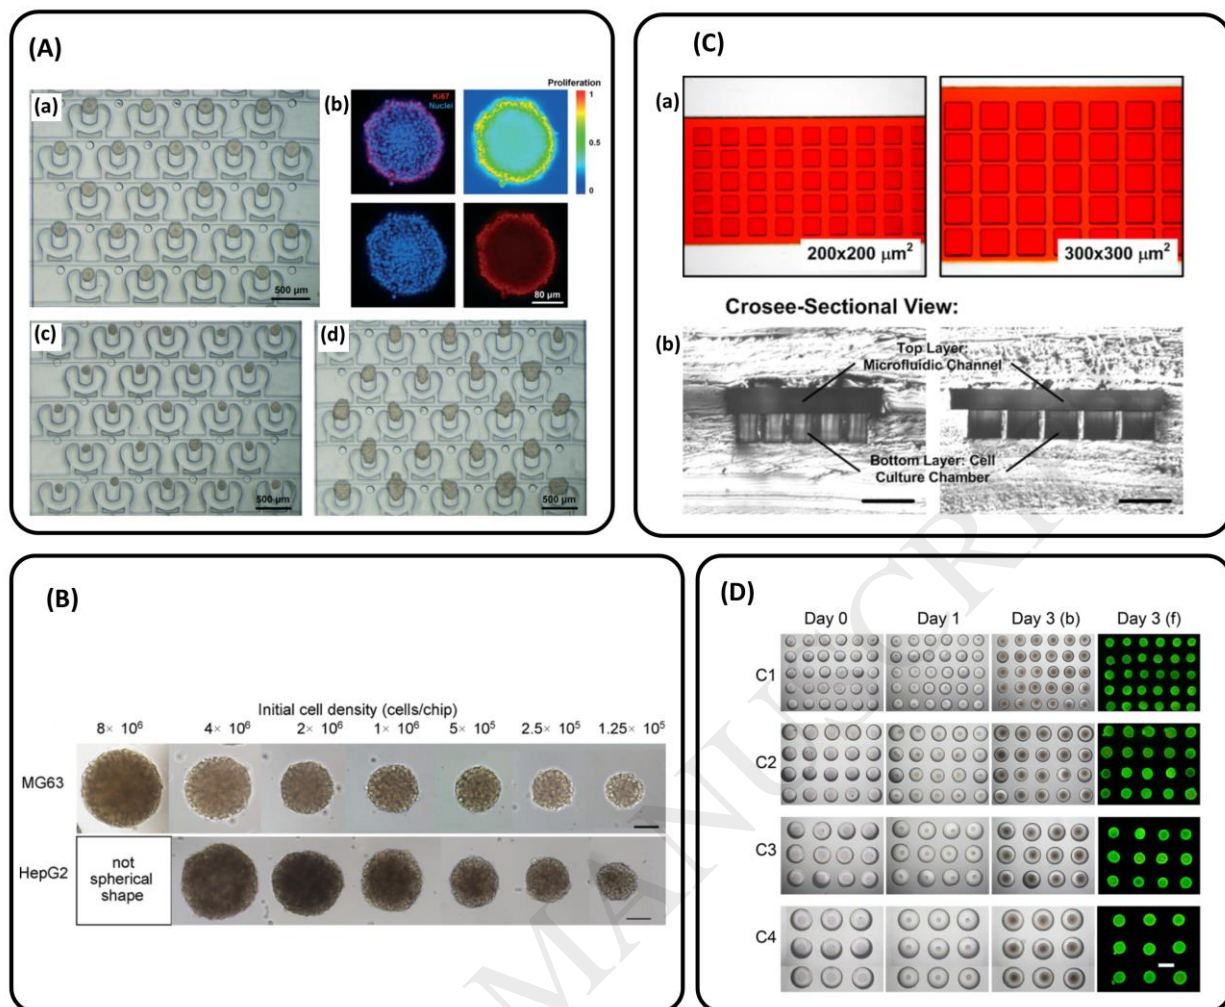 (A)
(a)
500 µm
(b)
Ki67
Nuclei
Proliferation
1
0.5
0
80 µm
(c)
500 µm
(d)
500 µm
(C)
(a)
200x200 µm²
300x300 µm²
Crosee-Sectional View:
(b)
Top Layer:
Microfluidic Channel
Bottom Layer: Cell
Culture Chamber
(B)
Initial cell density (cells/chip)
8× 10⁶ 4× 10⁶ 2× 10⁶ 1× 10⁶ 5× 10⁵ 2.5× 10⁵ 1.25× 10⁵
MG63
HepG2
not
spherical
shape
(D)
Day 0 Day 1 Day 3 (b) Day 3 (f)
C1
C2
C3
C4
MANUSCRI